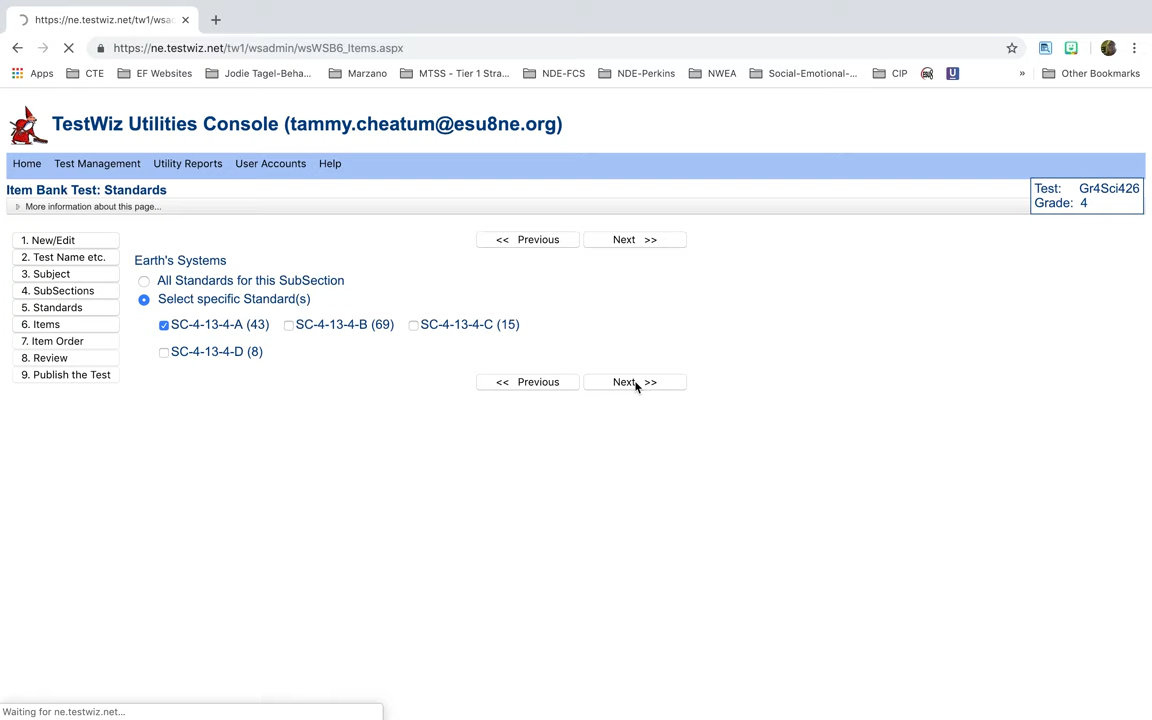 https://ne.testwiz.net/tw1/wsa
https://ne.testwiz.net/tw1/wsadmin/wsWSB6_Items.aspx
Apps CTE EF Websites Jodie Tagel-Beha... Marzano MTSS - Tier 1 Stra... NDE-FCS NDE-Perkins NWEA Social-Emotional-... CIP U » Other Bookmarks
TestWiz Utilities Console (tammy.cheatum@esu8ne.org)
Home Test Management Utility Reports User Accounts Help
Item Bank Test: Standards
Test: Gr4Sci426
Grade: 4
More information about this page...
<< Previous Next >>
1. New/Edit
2. Test Name etc.
3. Subject
4. SubSections
5. Standards
6. Items
7. Item Order
8. Review
9. Publish the Test
Earth's Systems
All Standards for this SubSection
Select specific Standard(s)
SC-4-13-4-A (43) SC-4-13-4-B (69) SC-4-13-4-C (15)
SC-4-13-4-D (8)
<< Previous Next >>
Waiting for ne.testwiz.net...